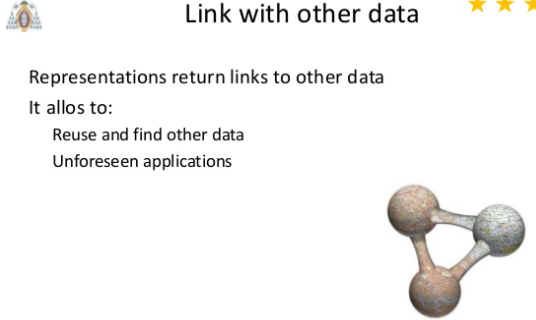 Link with other data
Representations return links to other data
It allos to:
Reuse and find other data
Unforeseen applications